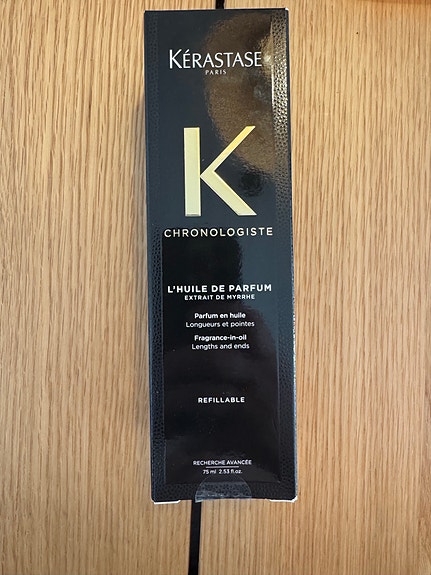 KÉRASTASE
PARIS
K
CHRONOLOGISTE
L'HUILE DE PARFUM
EXTRAIT DE MYRRHE
Parfum en huile
Longueurs et pointes
Fragrance-in-oil
Lengths and ends
REFILLABLE
RECHERCHE AVANCÉE
75 ml 2.53 fl.oz.